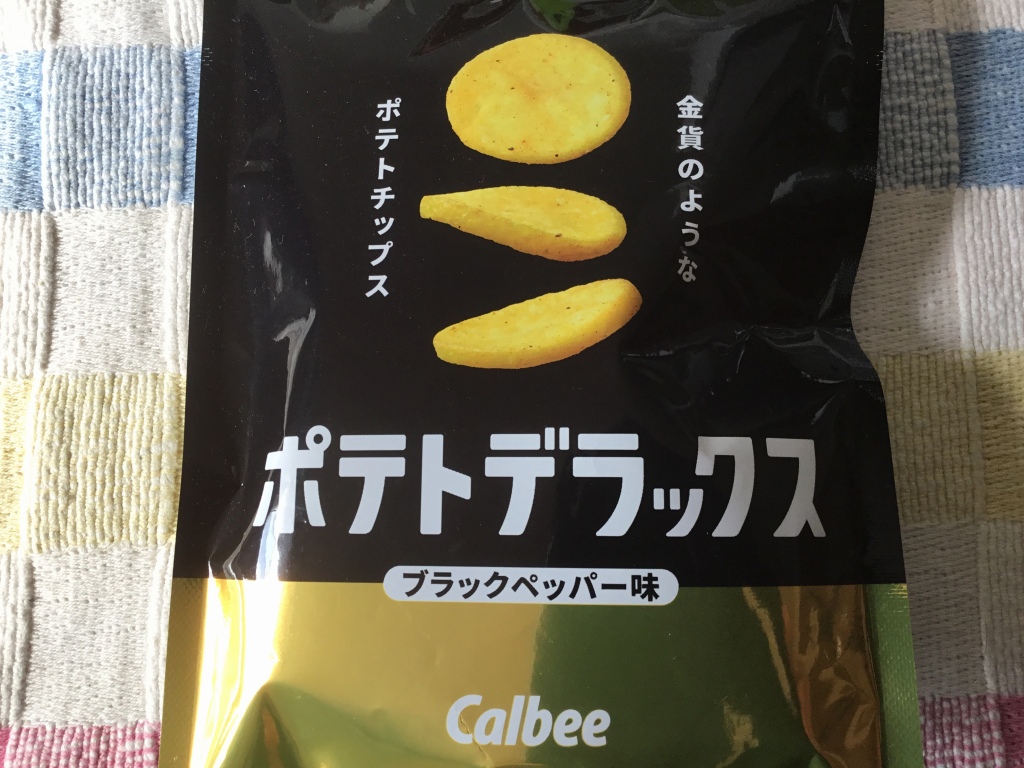 金貨のような
ポテトチップス
ポテトデラックス
ブラックペッパー味
Calbee